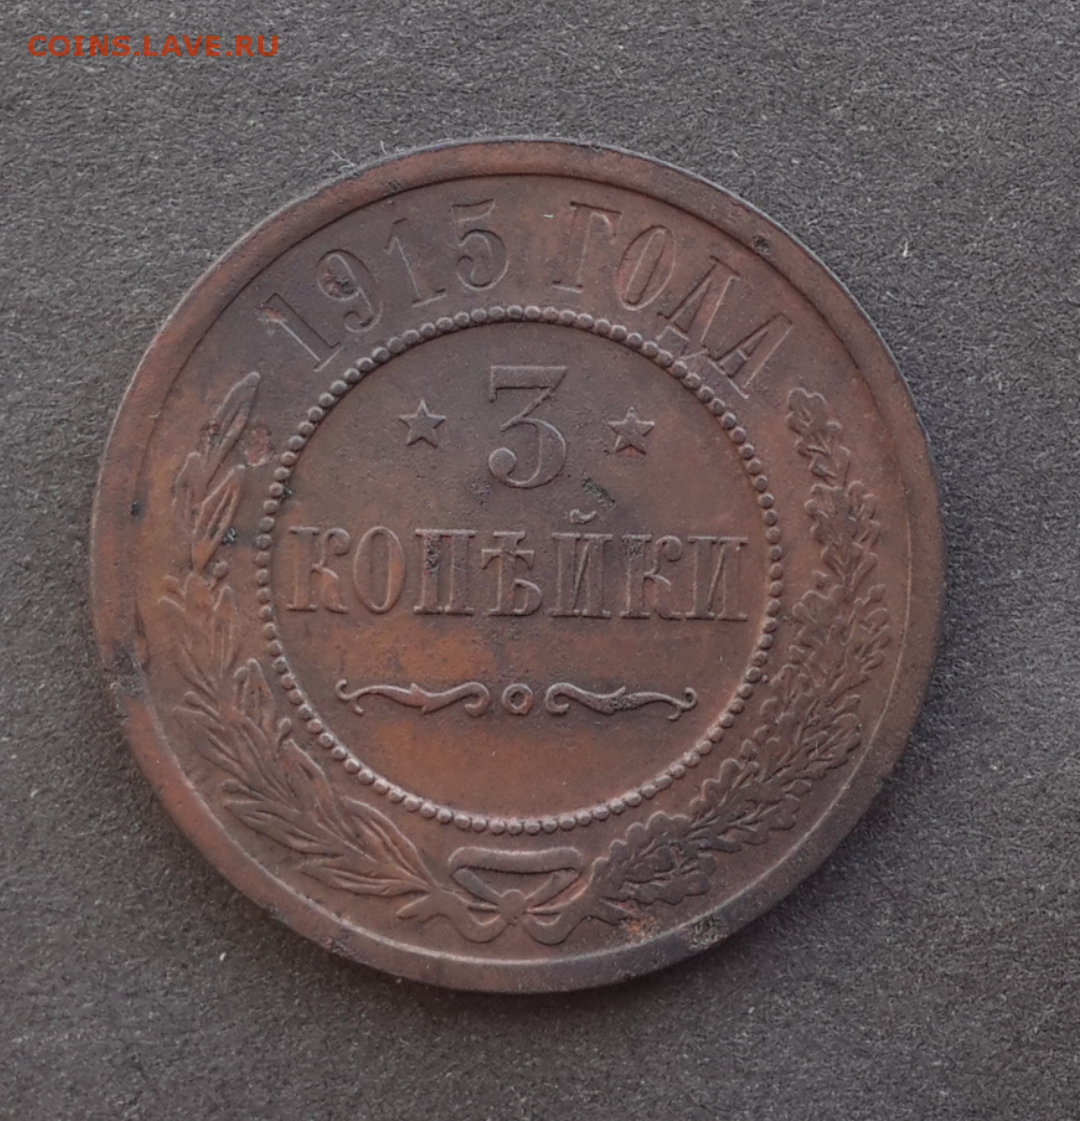 COINS.LAVE.RU
1915 ГОДА
3
КОПѢЙКИ